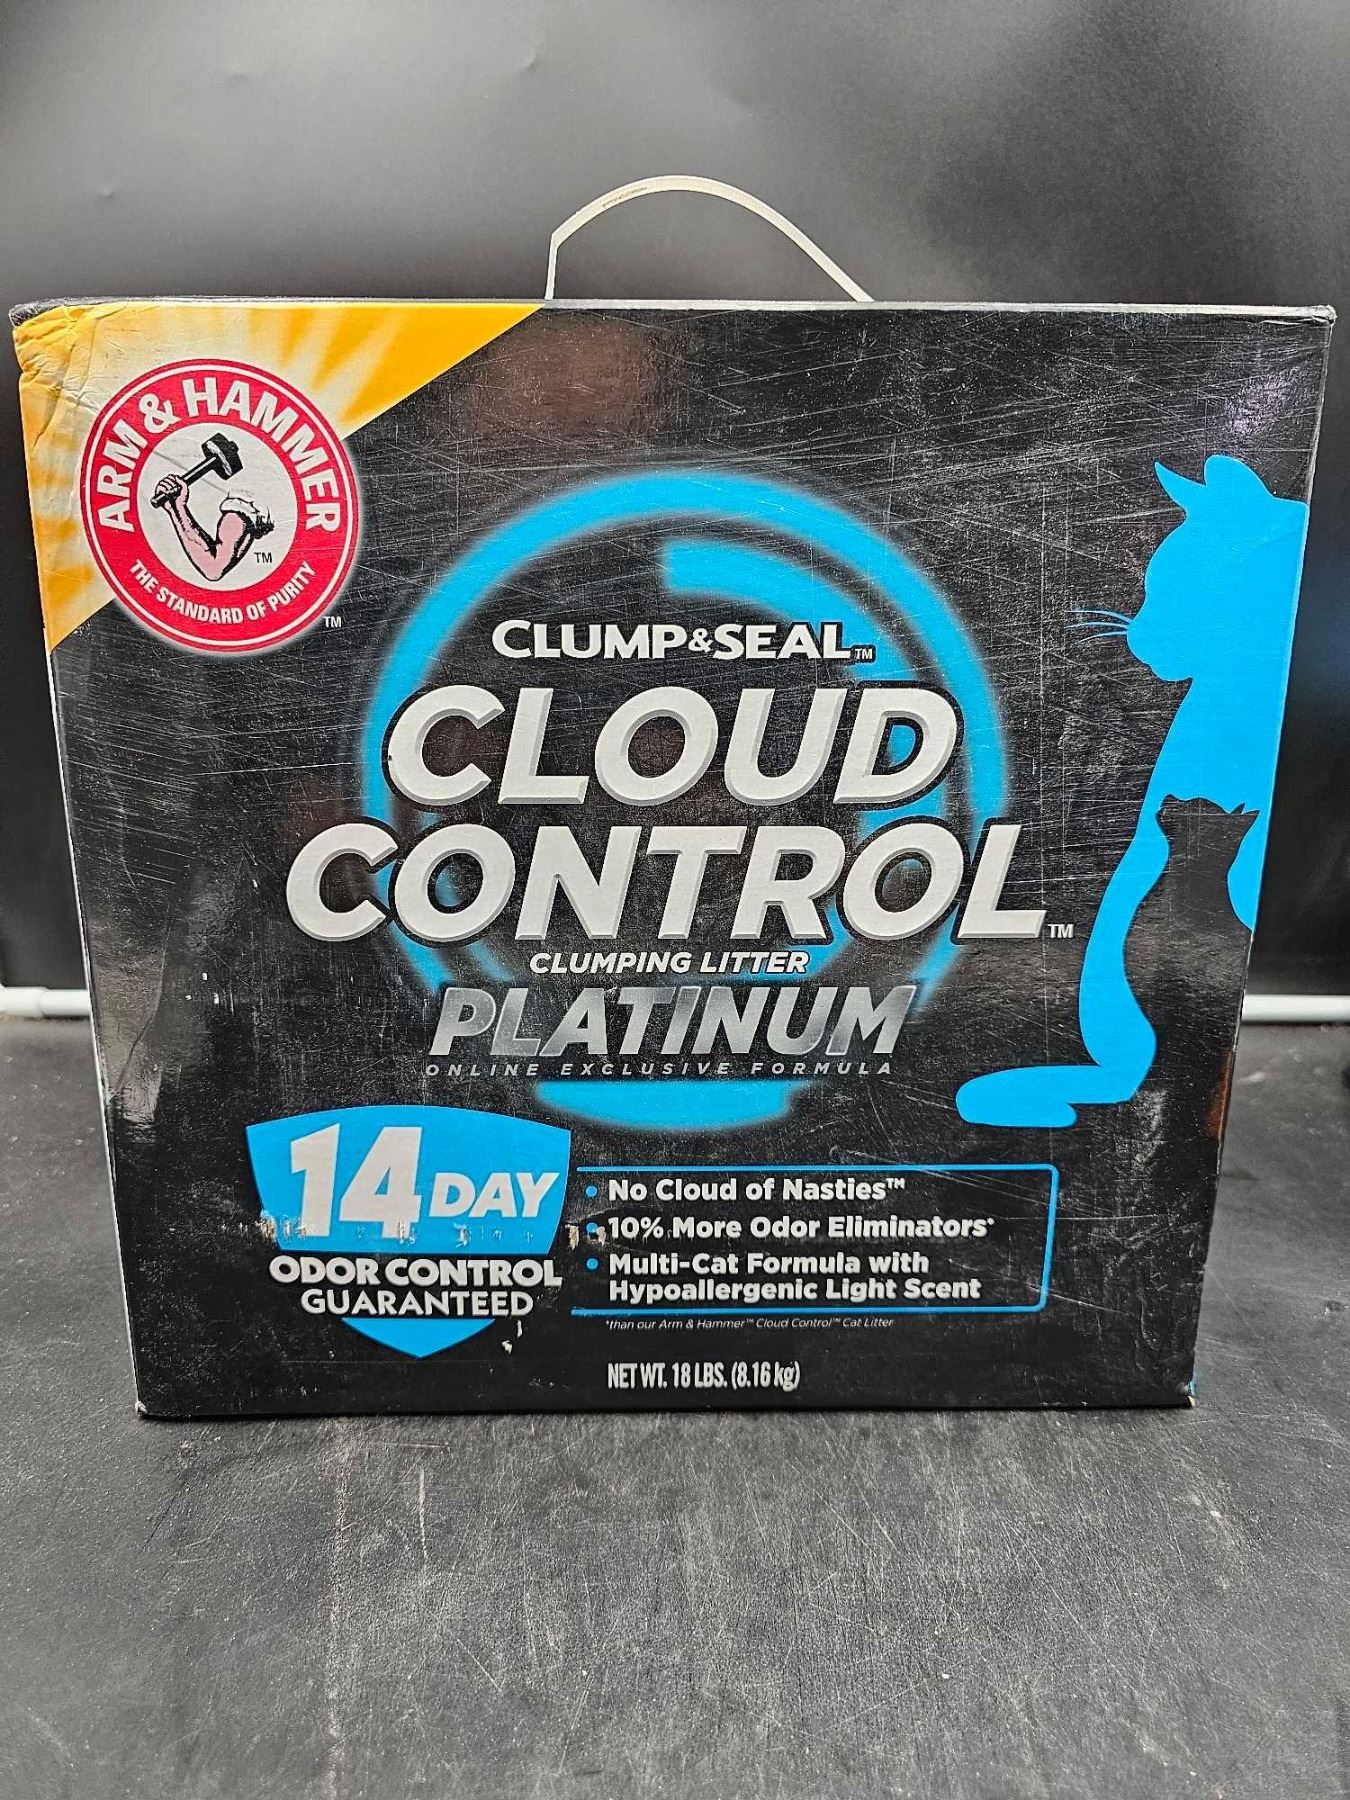 ARM & HAMMER
THE STANDARD OF PURITY
TM
TM
CLUMP&SEAL™
CLOUD
CONTROL™
CLUMPING LITTER
PLATINUM
ONLINE EXCLUSIVE FORMULA
14 DAY
ODOR CONTROL
GUARANTEED
• No Cloud of Nasties™
• 10% More Odor Eliminators*
• Multi-Cat Formula with
Hypoallergenic Light Scent
*than our Arm & Hammer™ Cloud Control™ Cat Litter
NET WT. 18 LBS. (8.16 kg)